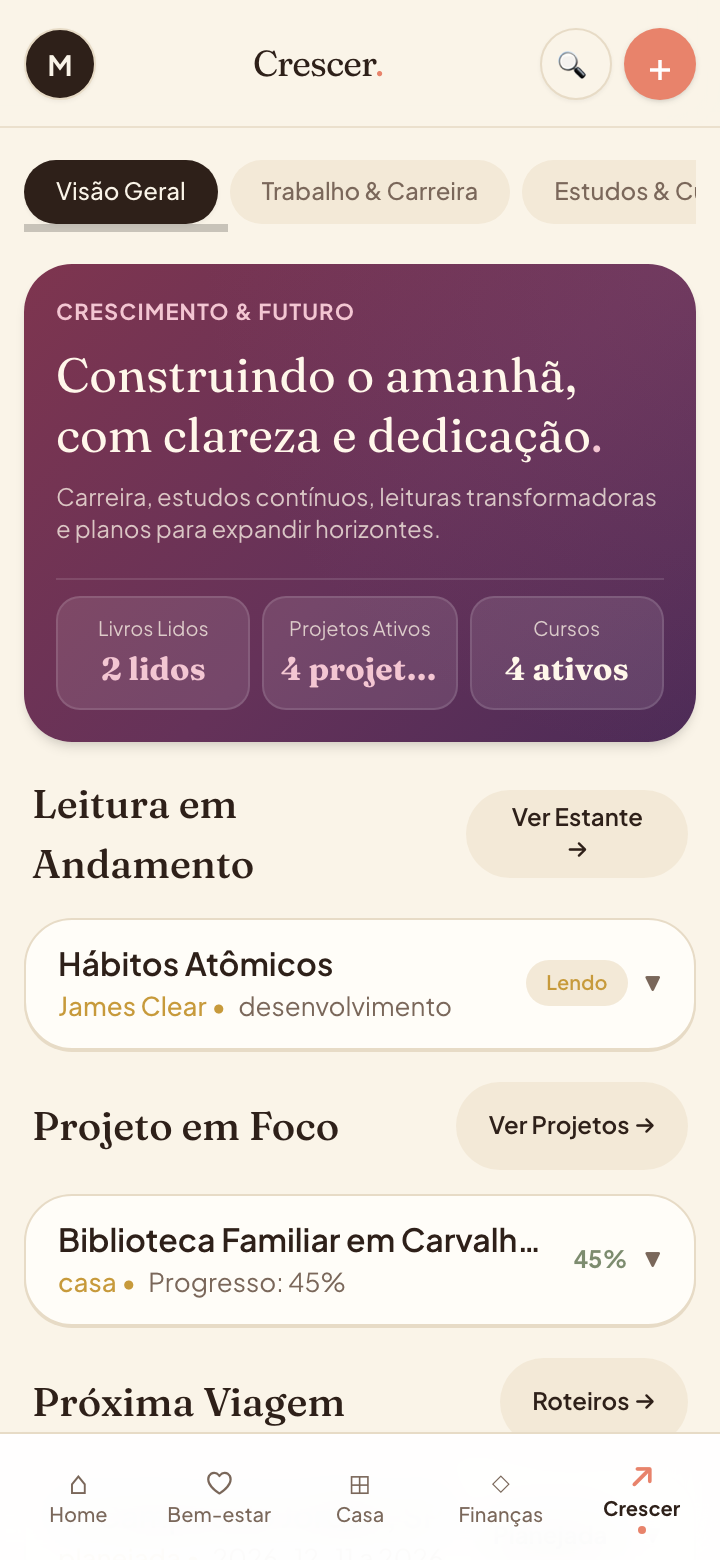 M
Crescer.
Visão Geral
Trabalho & Carreira
Estudos & C
CRESCIMENTO & FUTURO
Construindo o amanhã,
com clareza e dedicação.
Carreira, estudos contínuos, leituras transformadoras
e planos para expandir horizontes.
Livros Lidos
2 lidos
Projetos Ativos
4 projet...
Cursos
4 ativos
Leitura em
Andamento
Ver Estante
→
Hábitos Atômicos
James Clear • desenvolvimento
Lendo
Projeto em Foco
Ver Projetos →
Biblioteca Familiar em Carvalh...
casa • Progresso: 45%
45%
Próxima Viagem
Roteiros →
Home
Bem-estar
Casa
Finanças
Crescer